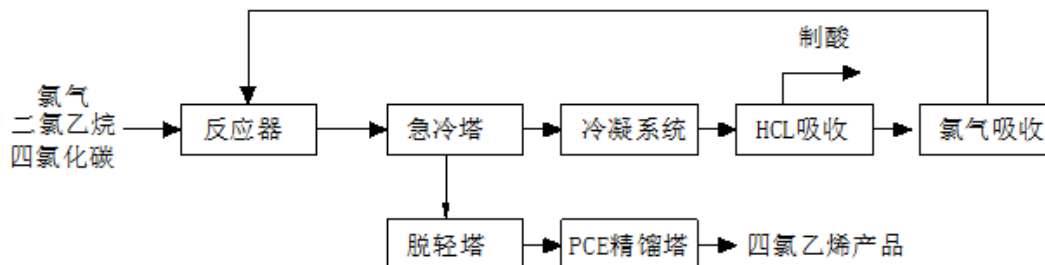 制酸
氯气
二氯乙烷
四氯化碳
反应器
急冷塔
冷凝系统
HCL吸收
氯气吸收
脱轻塔
PCE精馏塔
四氯乙烯产品